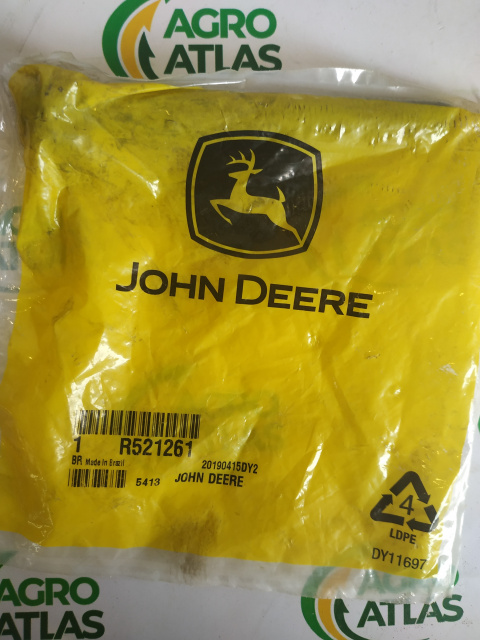 AGRO
ATLAS
JOHN DEERE
1 R521261
BR Made in Brazil 20190415DY2
5413 JOHN DEERE
4
LDPE
DY11697
AGRO
ATLAS
AGRO
ATLAS